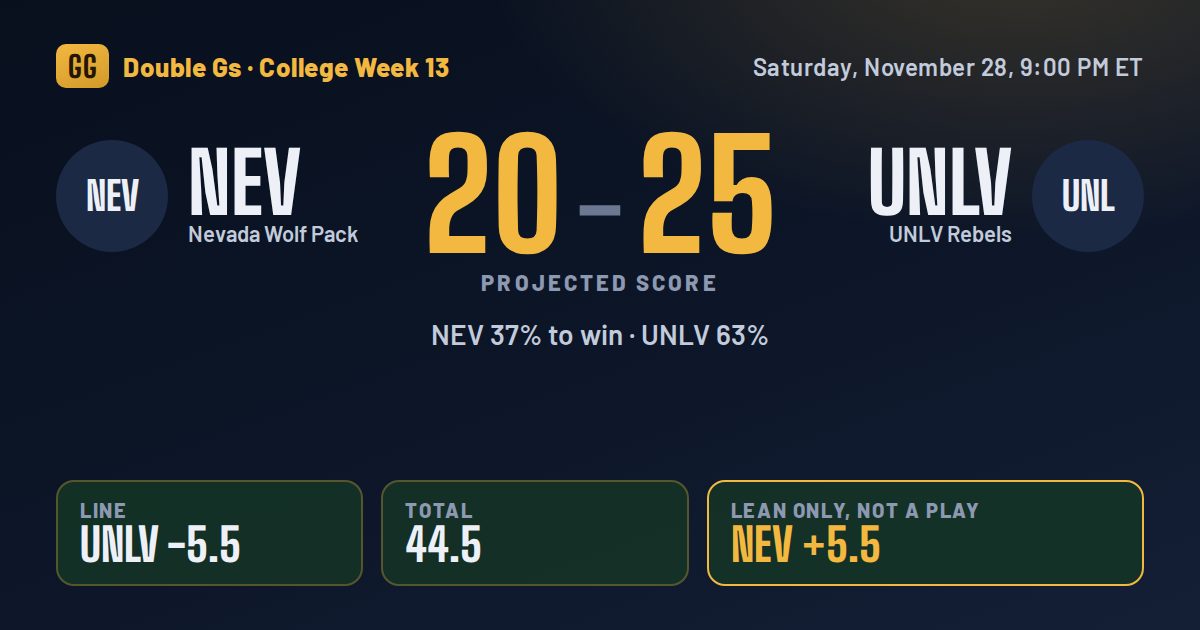 GG
Double Gs · College Week 13
Saturday, November 28, 9:00 PM ET
NEV
NEV
Nevada Wolf Pack
20 – 25
UNLV
UNLV Rebels
UNL
PROJECTED SCORE
NEV 37% to win · UNLV 63%
LINE
UNLV −5.5
TOTAL
44.5
LEAN ONLY, NOT A PLAY
NEV +5.5